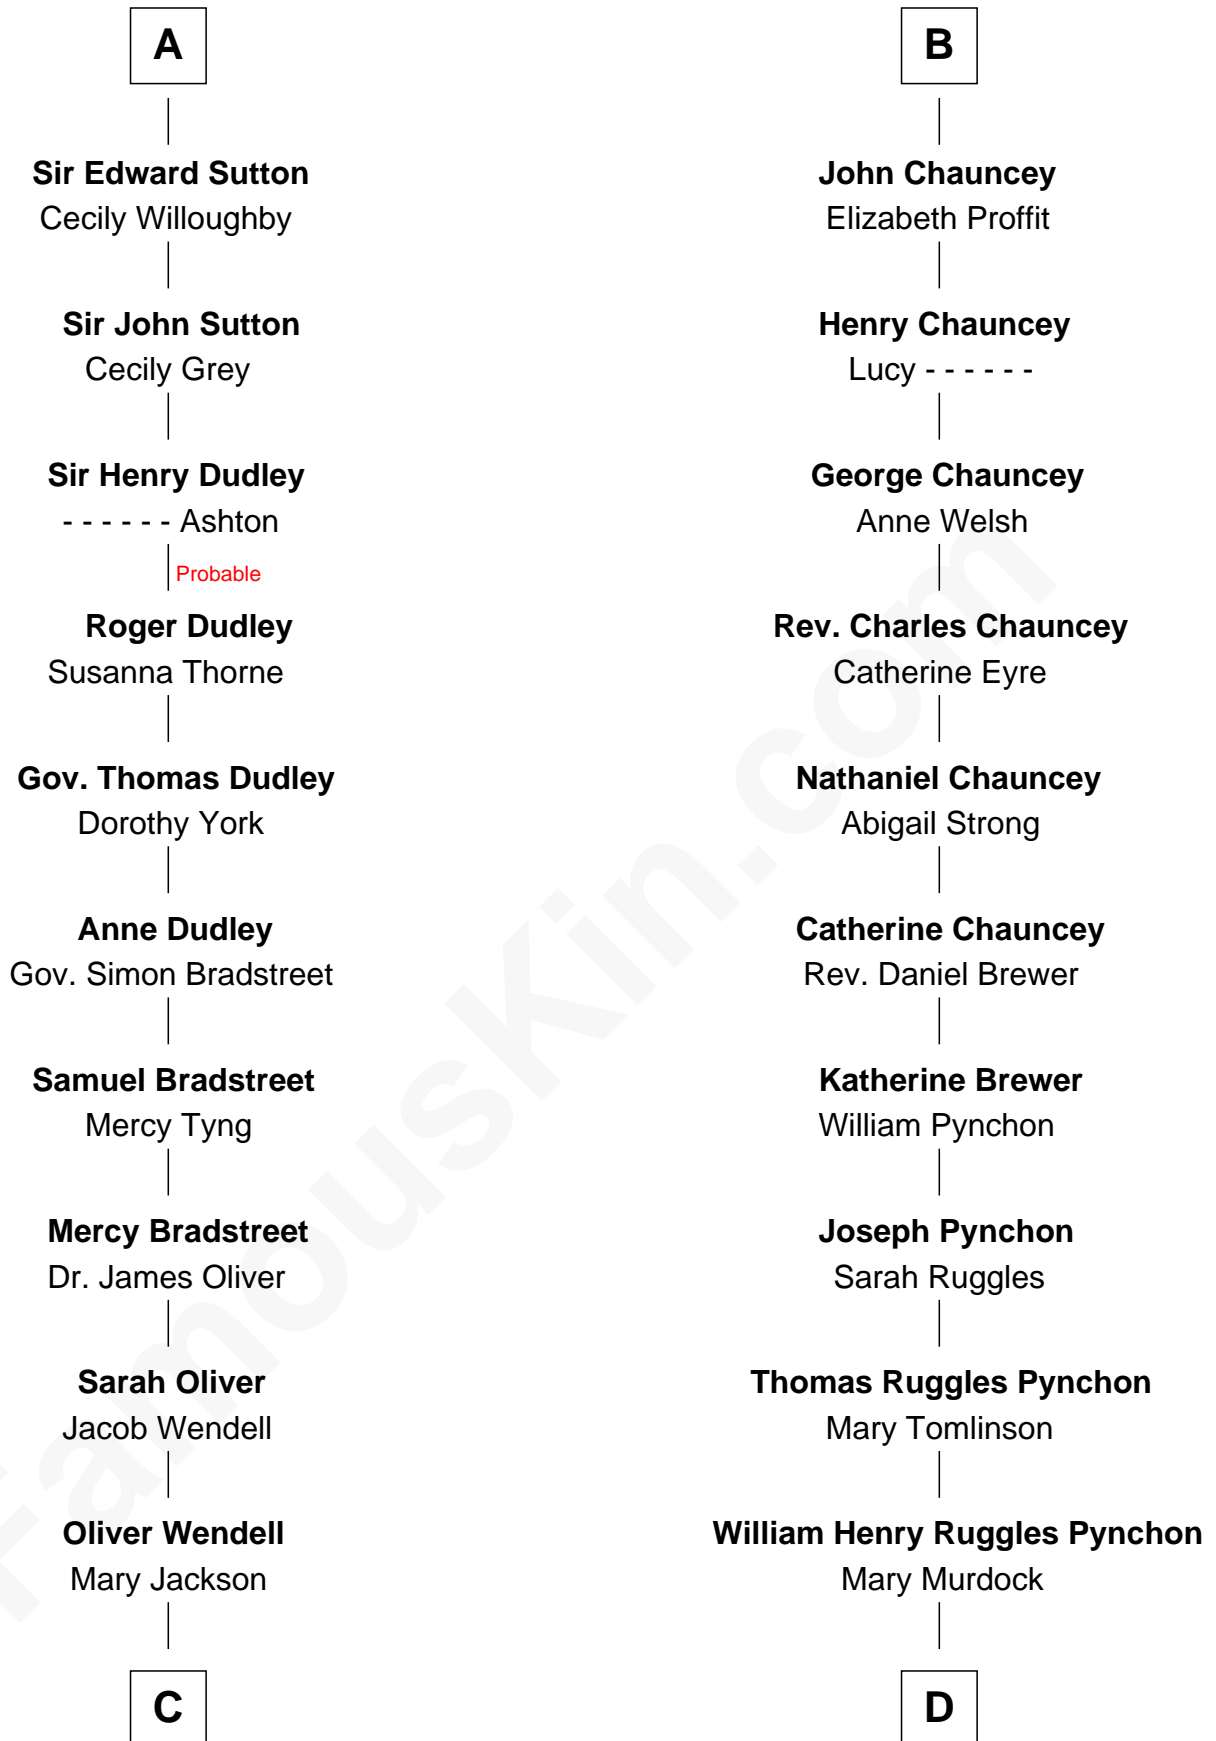 A
Sir Edward Sutton
Cecily Willoughby
Sir John Sutton
Cecily Grey
Sir Henry Dudley
- - - - - - Ashton
Probable
Roger Dudley
Susanna Thorne
Gov. Thomas Dudley
Dorothy York
Anne Dudley
Gov. Simon Bradstreet
Samuel Bradstreet
Mercy Tyng
Mercy Bradstreet
Dr. James Oliver
Sarah Oliver
Jacob Wendell
Oliver Wendell
Mary Jackson
C
B
John Chauncey
Elizabeth Proffit
Henry Chauncey
Lucy - - - - - -
George Chauncey
Anne Welsh
Rev. Charles Chauncey
Catherine Eyre
Nathaniel Chauncey
Abigail Strong
Catherine Chauncey
Rev. Daniel Brewer
Katherine Brewer
William Pynchon
Joseph Pynchon
Sarah Ruggles
Thomas Ruggles Pynchon
Mary Tomlinson
William Henry Ruggles Pynchon
Mary Murdock
D
FamousKin.com